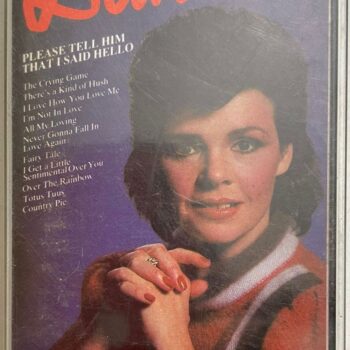 PLEASE TELL HIM
THAT I SAID HELLO
The Crying Game
There's a Kind of Hush
I Love How You Love Me
I'm Not In Love
All My Loving
Never Gonna Fall In
Love Again
Fairy Tale
I Get a Little
Sentimental Over You
Over The Rainbow
Totus Tuus
Country Pie